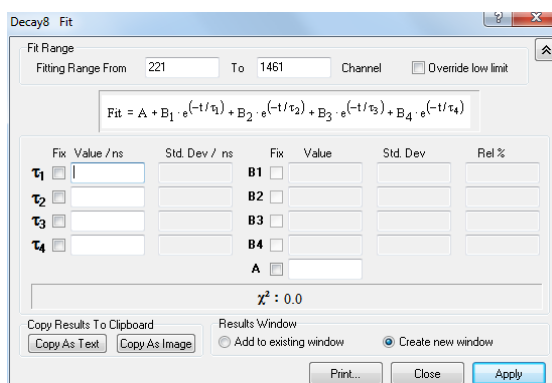 Decay8 Fit
Fit Range
Fitting Range From 221 To 1461 Channel Override low limit
Fit = A + B₁ · e^(-t/τ₁) + B₂ · e^(-t/τ₂) + B₃ · e^(-t/τ₃) + B₄ · e^(-t/τ₄)
Fix Value / ns Std. Dev / ns Fix Value Std. Dev Rel %
τ₁ B1
τ₂ B2
τ₃ B3
τ₄ B4
A
χ² : 0.0
Copy Results To Clipboard Results Window
Copy As Text Copy As Image Add to existing window Create new window
Print... Close Apply